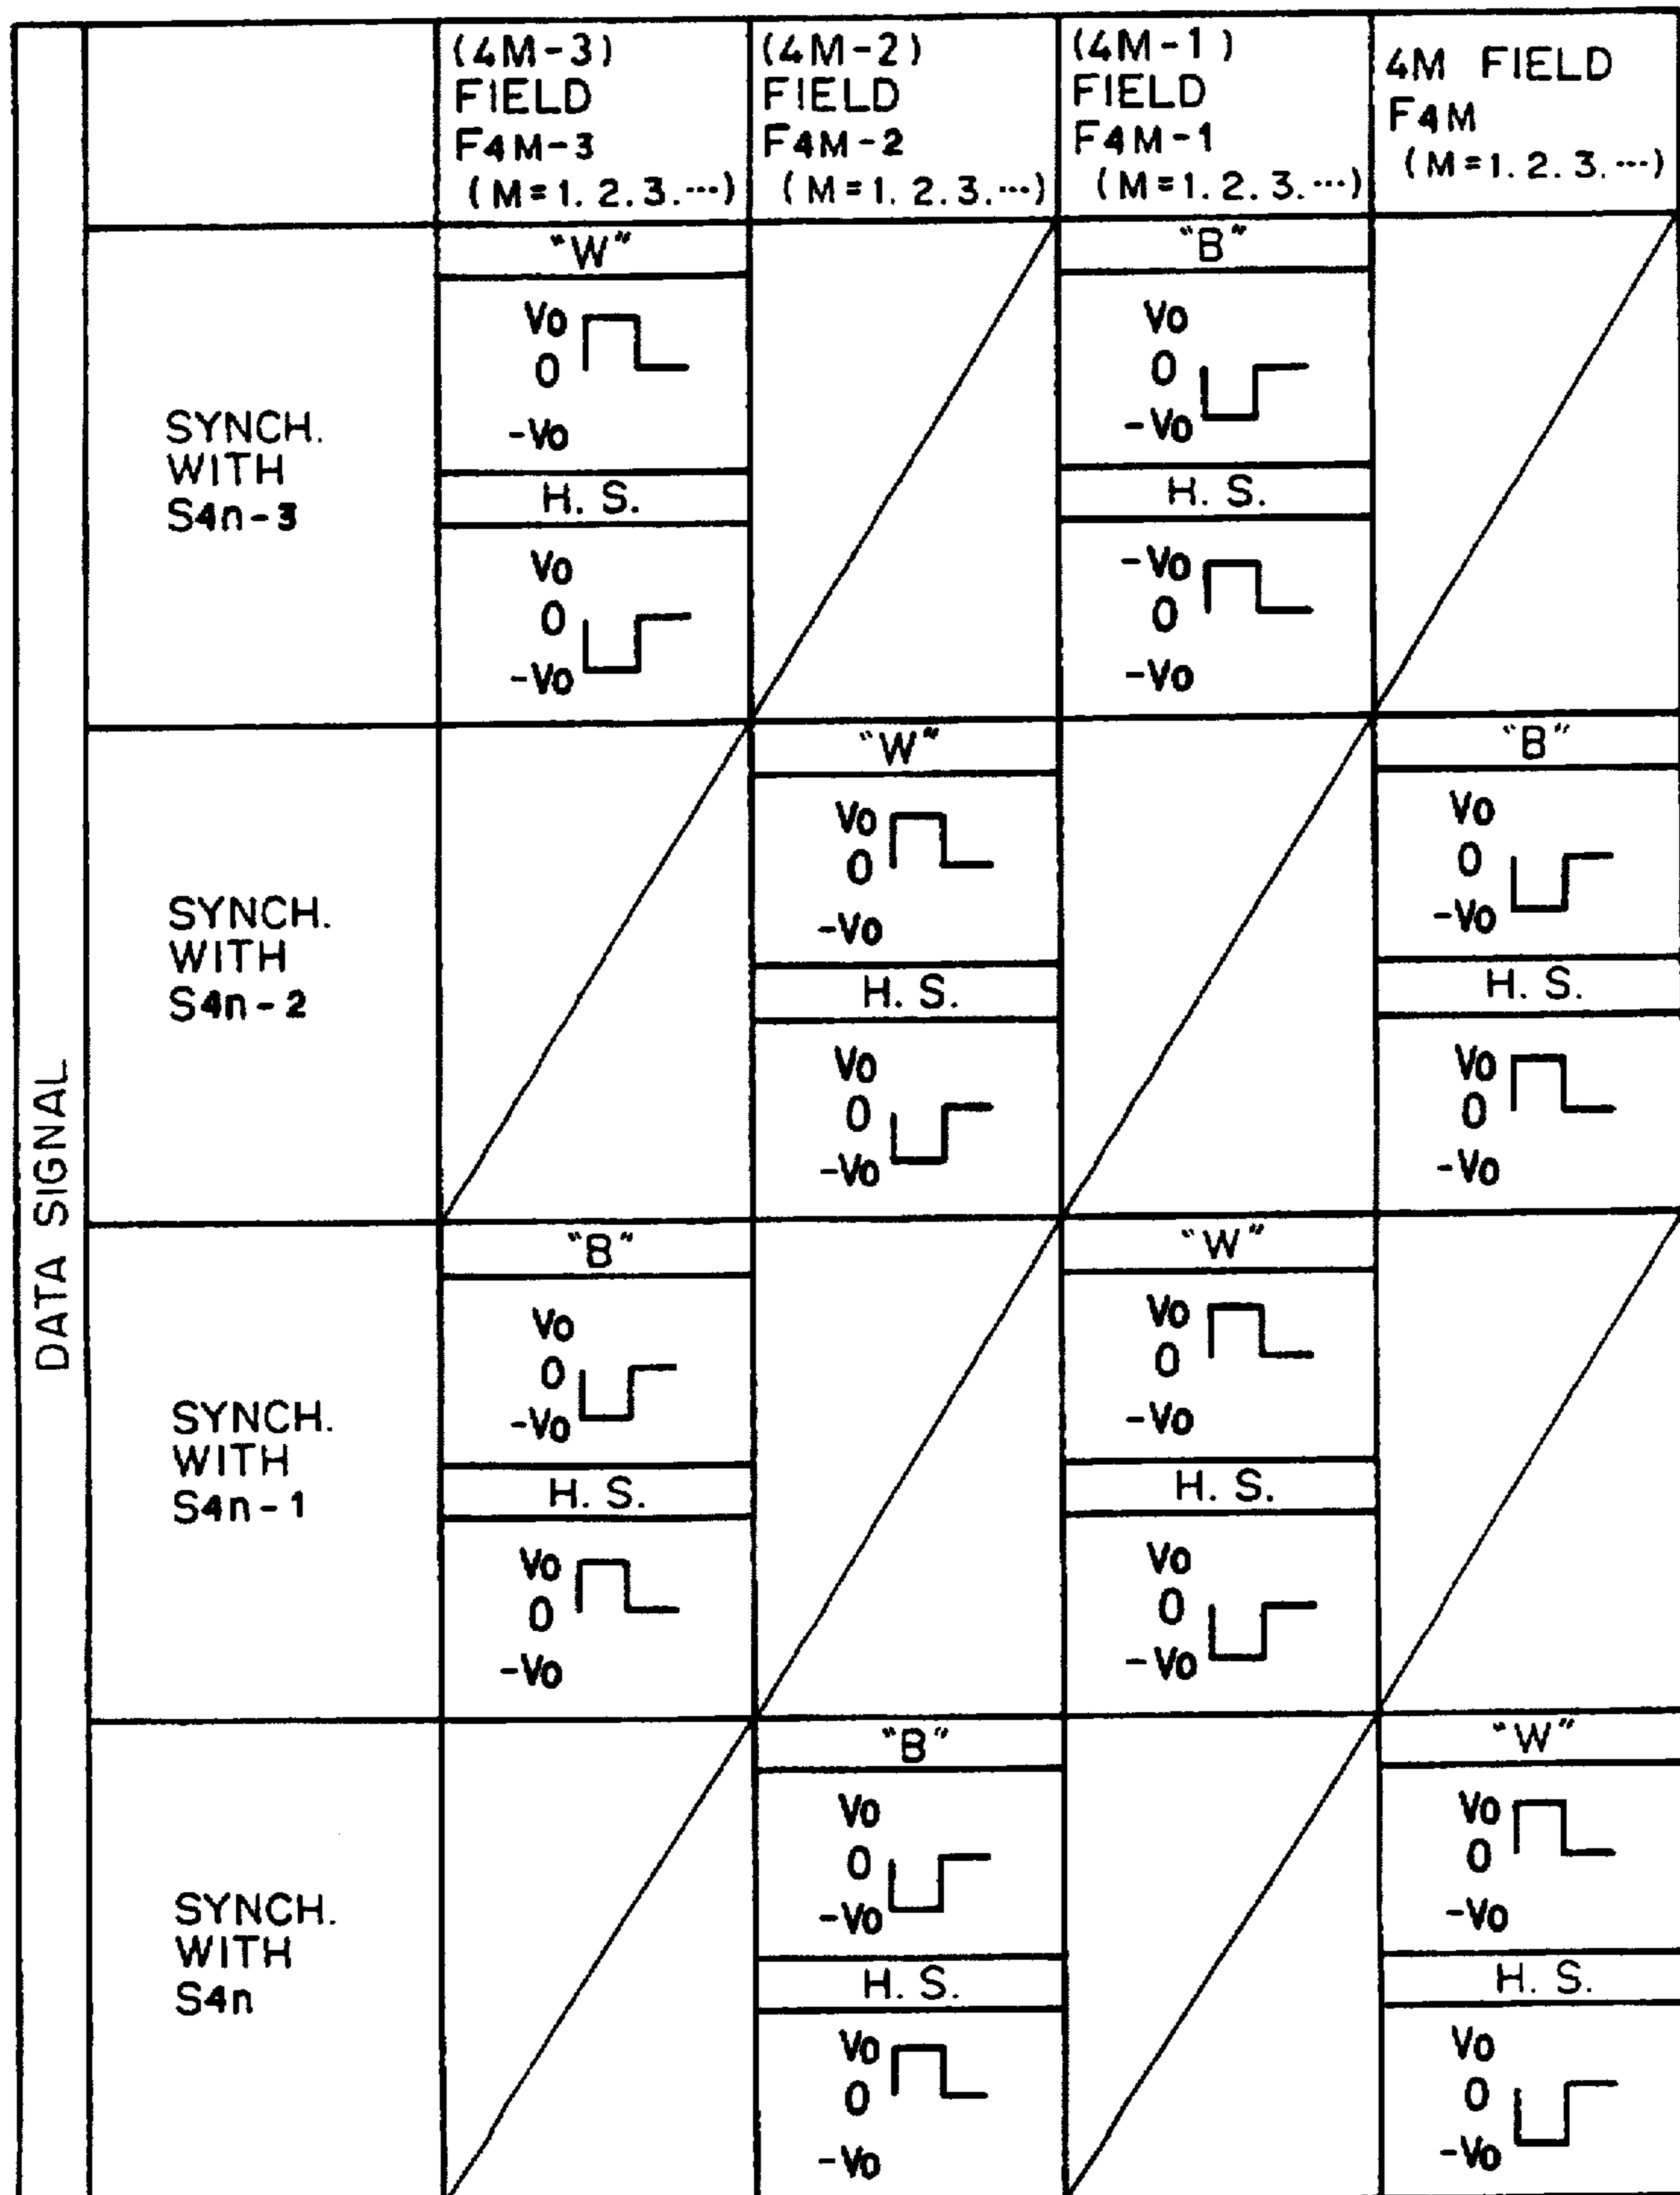 (4M-3)
FIELD
F4M-3
(M=1.2.3.…)
(4M-2)
FIELD
F4M-2
(M=1.2.3.…)
(4M-1)
FIELD
F4M-1
(M=1.2.3.…)
4M FIELD
F4M
(M=1.2.3.…)
DATA SIGNAL
SYNCH.
WITH
S4n-3
"W"
Vo
0
-Vo
H. S.
Vo
0
-Vo
"B"
Vo
0
-Vo
H. S.
-Vo
0
-Vo
SYNCH.
WITH
S4n-2
"W"
Vo
0
-Vo
H. S.
Vo
0
-Vo
"B"
Vo
0
-Vo
H. S.
Vo
0
-Vo
SYNCH.
WITH
S4n-1
"B"
Vo
0
-Vo
H. S.
Vo
0
-Vo
"W"
Vo
0
-Vo
H. S.
Vo
0
-Vo
SYNCH.
WITH
S4n
"B"
Vo
0
-Vo
H. S.
Vo
0
-Vo
"W"
Vo
0
-Vo
H. S.
Vo
0
-Vo